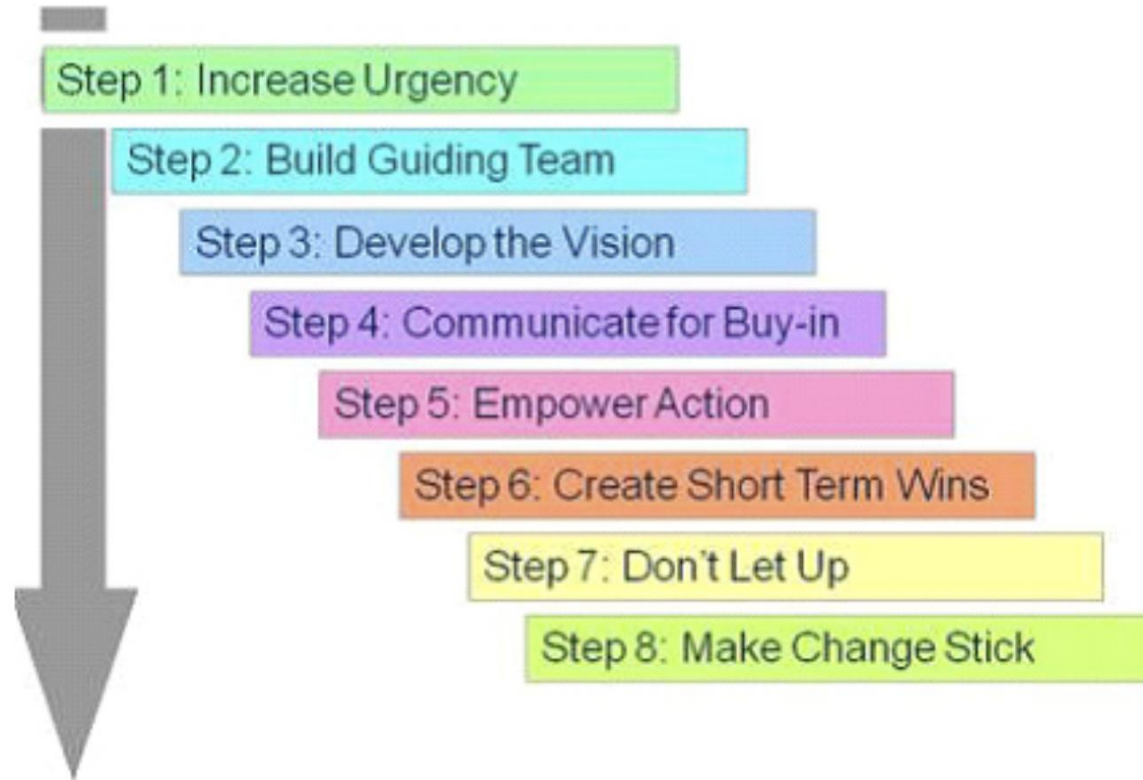 Step 1: Increase Urgency
Step 2: Build Guiding Team
Step 3: Develop the Vision
Step 4: Communicate for Buy-in
Step 5: Empower Action
Step 6: Create Short Term Wins
Step 7: Don't Let Up
Step 8: Make Change Stick